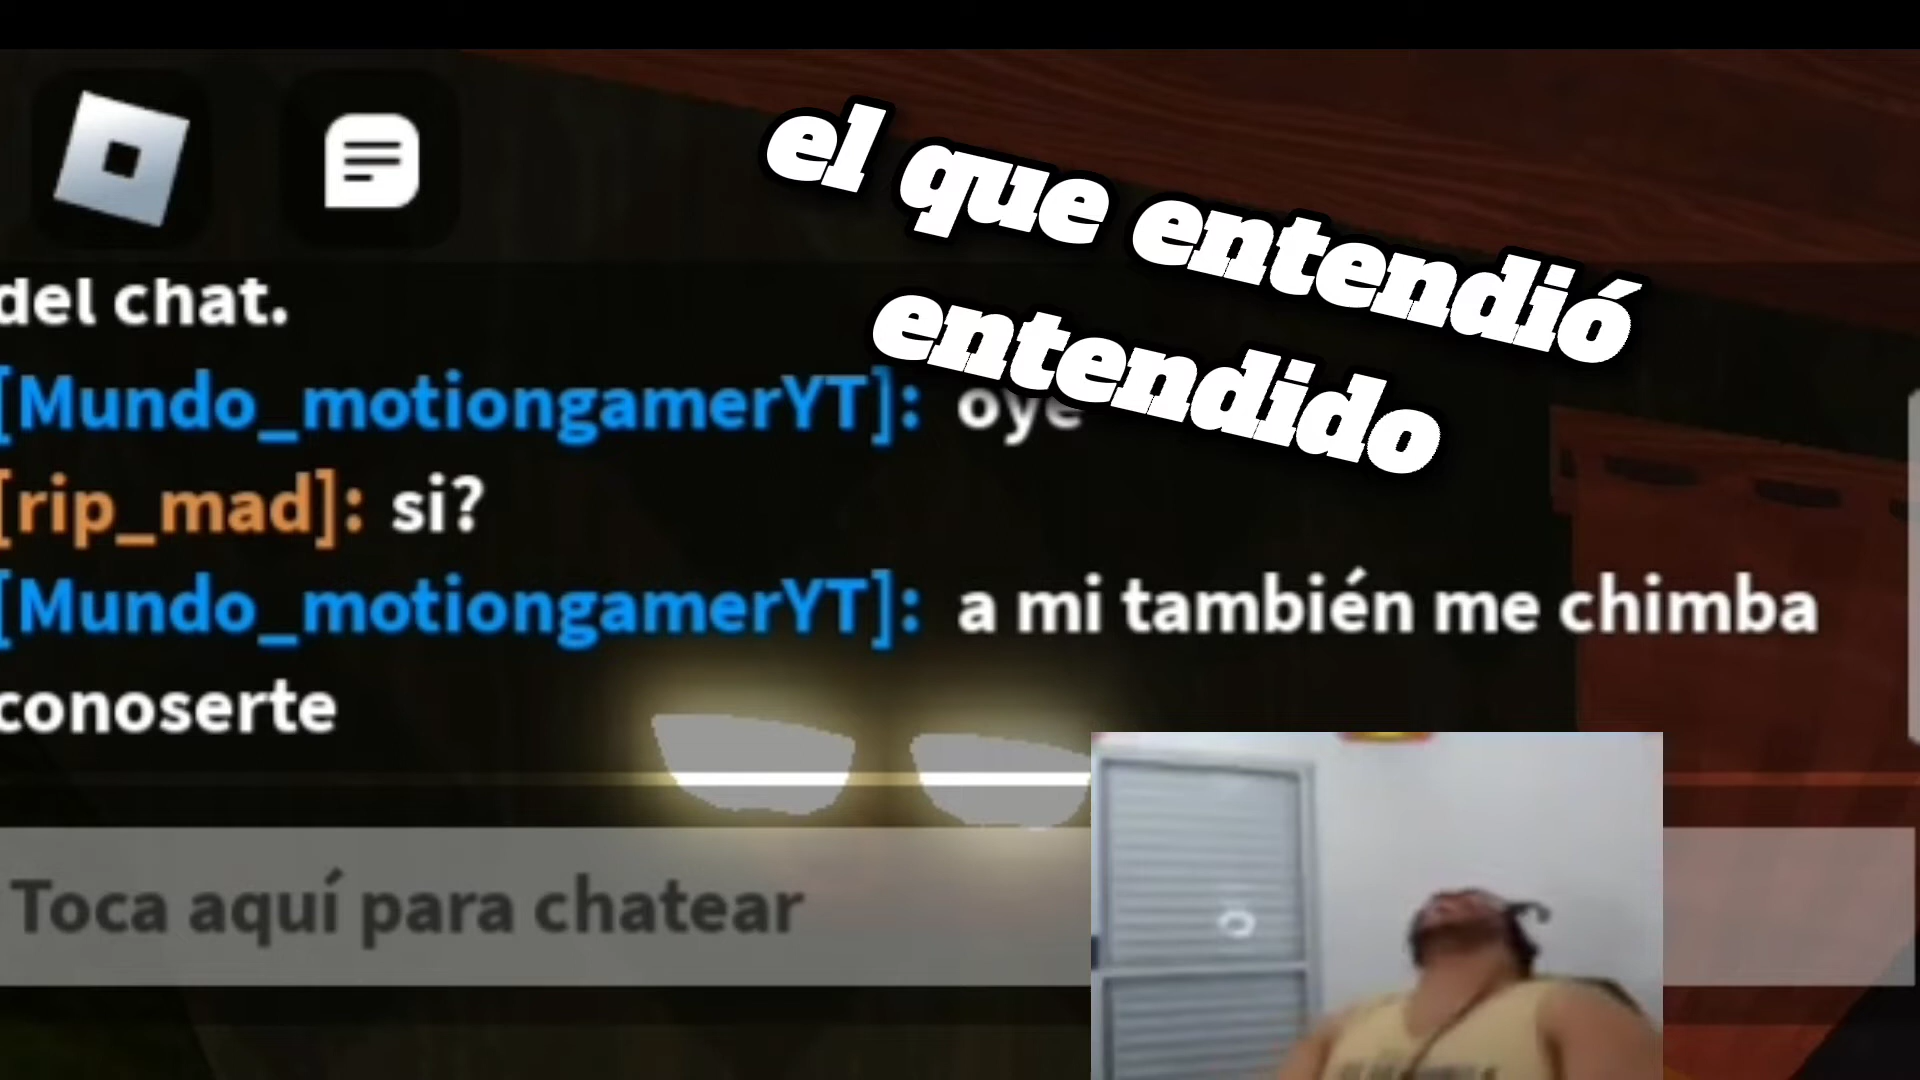 el que entendió
entendido
del chat.
[Mundo_motiongamerYT]: oye
[rip_mad]: si?
[Mundo_motiongamerYT]: a mi también me chimba
conoserte
Toca aquí para chatear